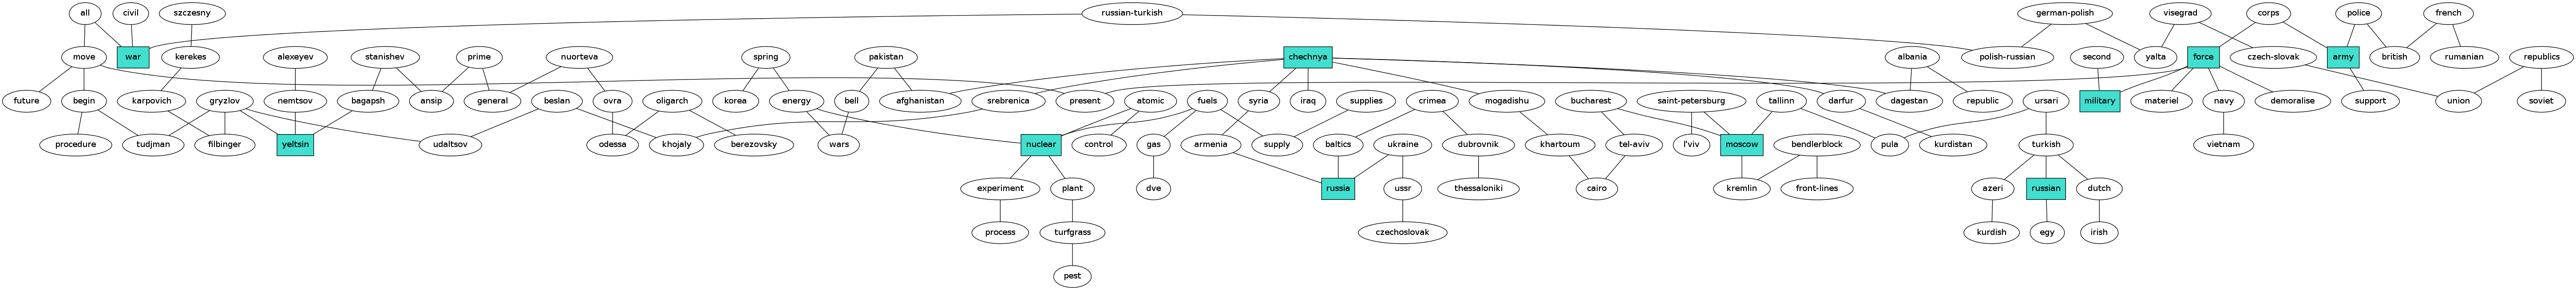 all civil szczesny russian-turkish german-polish visegrad corps police french
move war kerekes alexeyev stanishev prime nuorteva spring pakistan chechnya polish-russian albania second yalta force czech-slovak army british rumanian republics
future begin karpovich gryzlov nemtsov bagapsh ansip general beslan ovra oligarch korea energy bell afghanistan srebrenica present atomic fuels syria iraq supplies crimea mogadishu bucharest saint-petersburg tallinn darfur dagestan republic ursari military materiel navy demoralise support union soviet
procedure tudjman filbinger yeltsin udaltsov odessa khojaly berezovsky wars nuclear control gas armenia supply baltics ukraine dubrovnik khartoum tel-aviv l'viv moscow bendlerblock pula kurdistan turkish vietnam
experiment plant dve russia ussr thessaloniki cairo kremlin front-lines azeri russian dutch
process turfgrass czechoslovak kurdish egy irish
pest